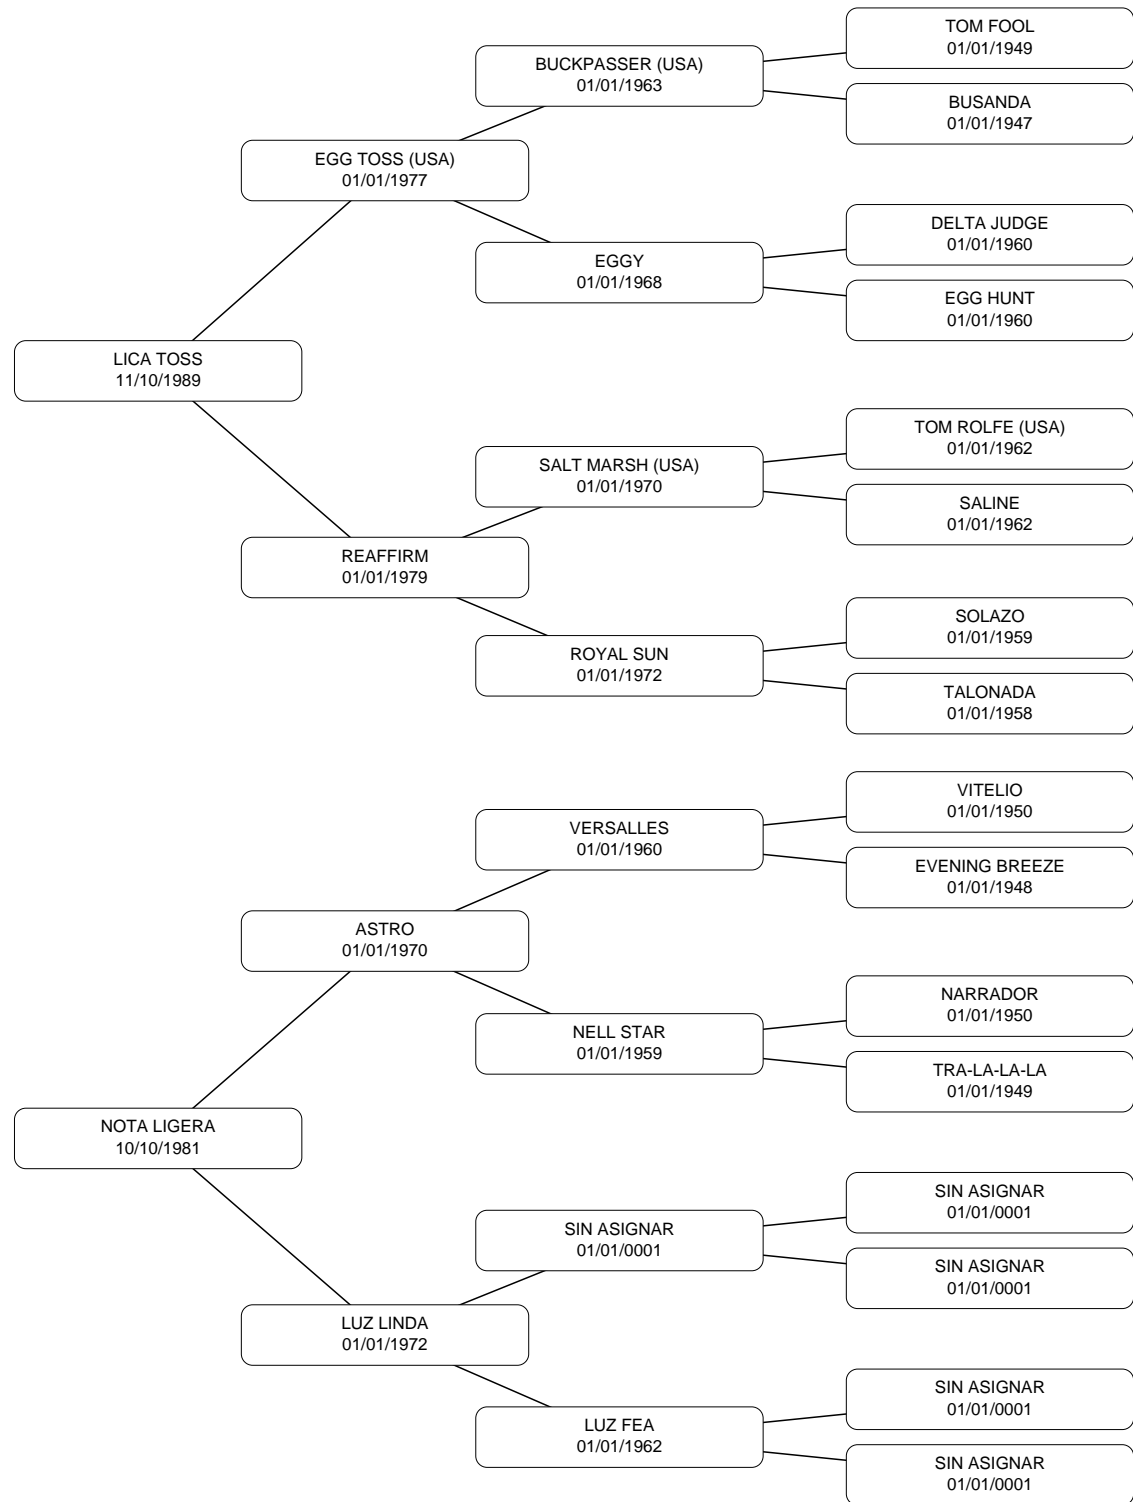 TOM FOOL
01/01/1949
BUCKPASSER (USA)
01/01/1963
BUSANDA
01/01/1947
EGG TOSS (USA)
01/01/1977
DELTA JUDGE
01/01/1960
EGGY
01/01/1968
EGG HUNT
01/01/1960
LICA TOSS
11/10/1989
TOM ROLFE (USA)
01/01/1962
SALT MARSH (USA)
01/01/1970
SALINE
01/01/1962
REAFFIRM
01/01/1979
SOLAZO
01/01/1959
ROYAL SUN
01/01/1972
TALONADA
01/01/1958
VITELIO
01/01/1950
VERSALLES
01/01/1960
EVENING BREEZE
01/01/1948
ASTRO
01/01/1970
NARRADOR
01/01/1950
NELL STAR
01/01/1959
TRA-LA-LA-LA
01/01/1949
NOTA LIGERA
10/10/1981
SIN ASIGNAR
01/01/0001
SIN ASIGNAR
01/01/0001
SIN ASIGNAR
01/01/0001
LUZ LINDA
01/01/1972
SIN ASIGNAR
01/01/0001
LUZ FEA
01/01/1962
SIN ASIGNAR
01/01/0001